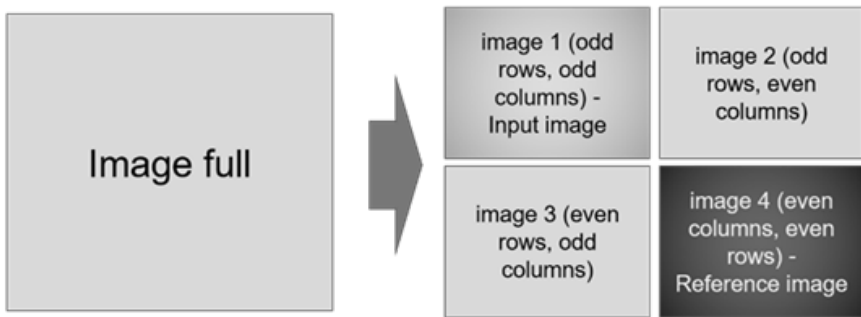 Image full
image 1 (odd
rows, odd
columns) -
Input image
image 2 (odd
rows, even
columns)
image 3 (even
rows, odd
columns)
image 4 (even
columns, even
rows) -
Reference image